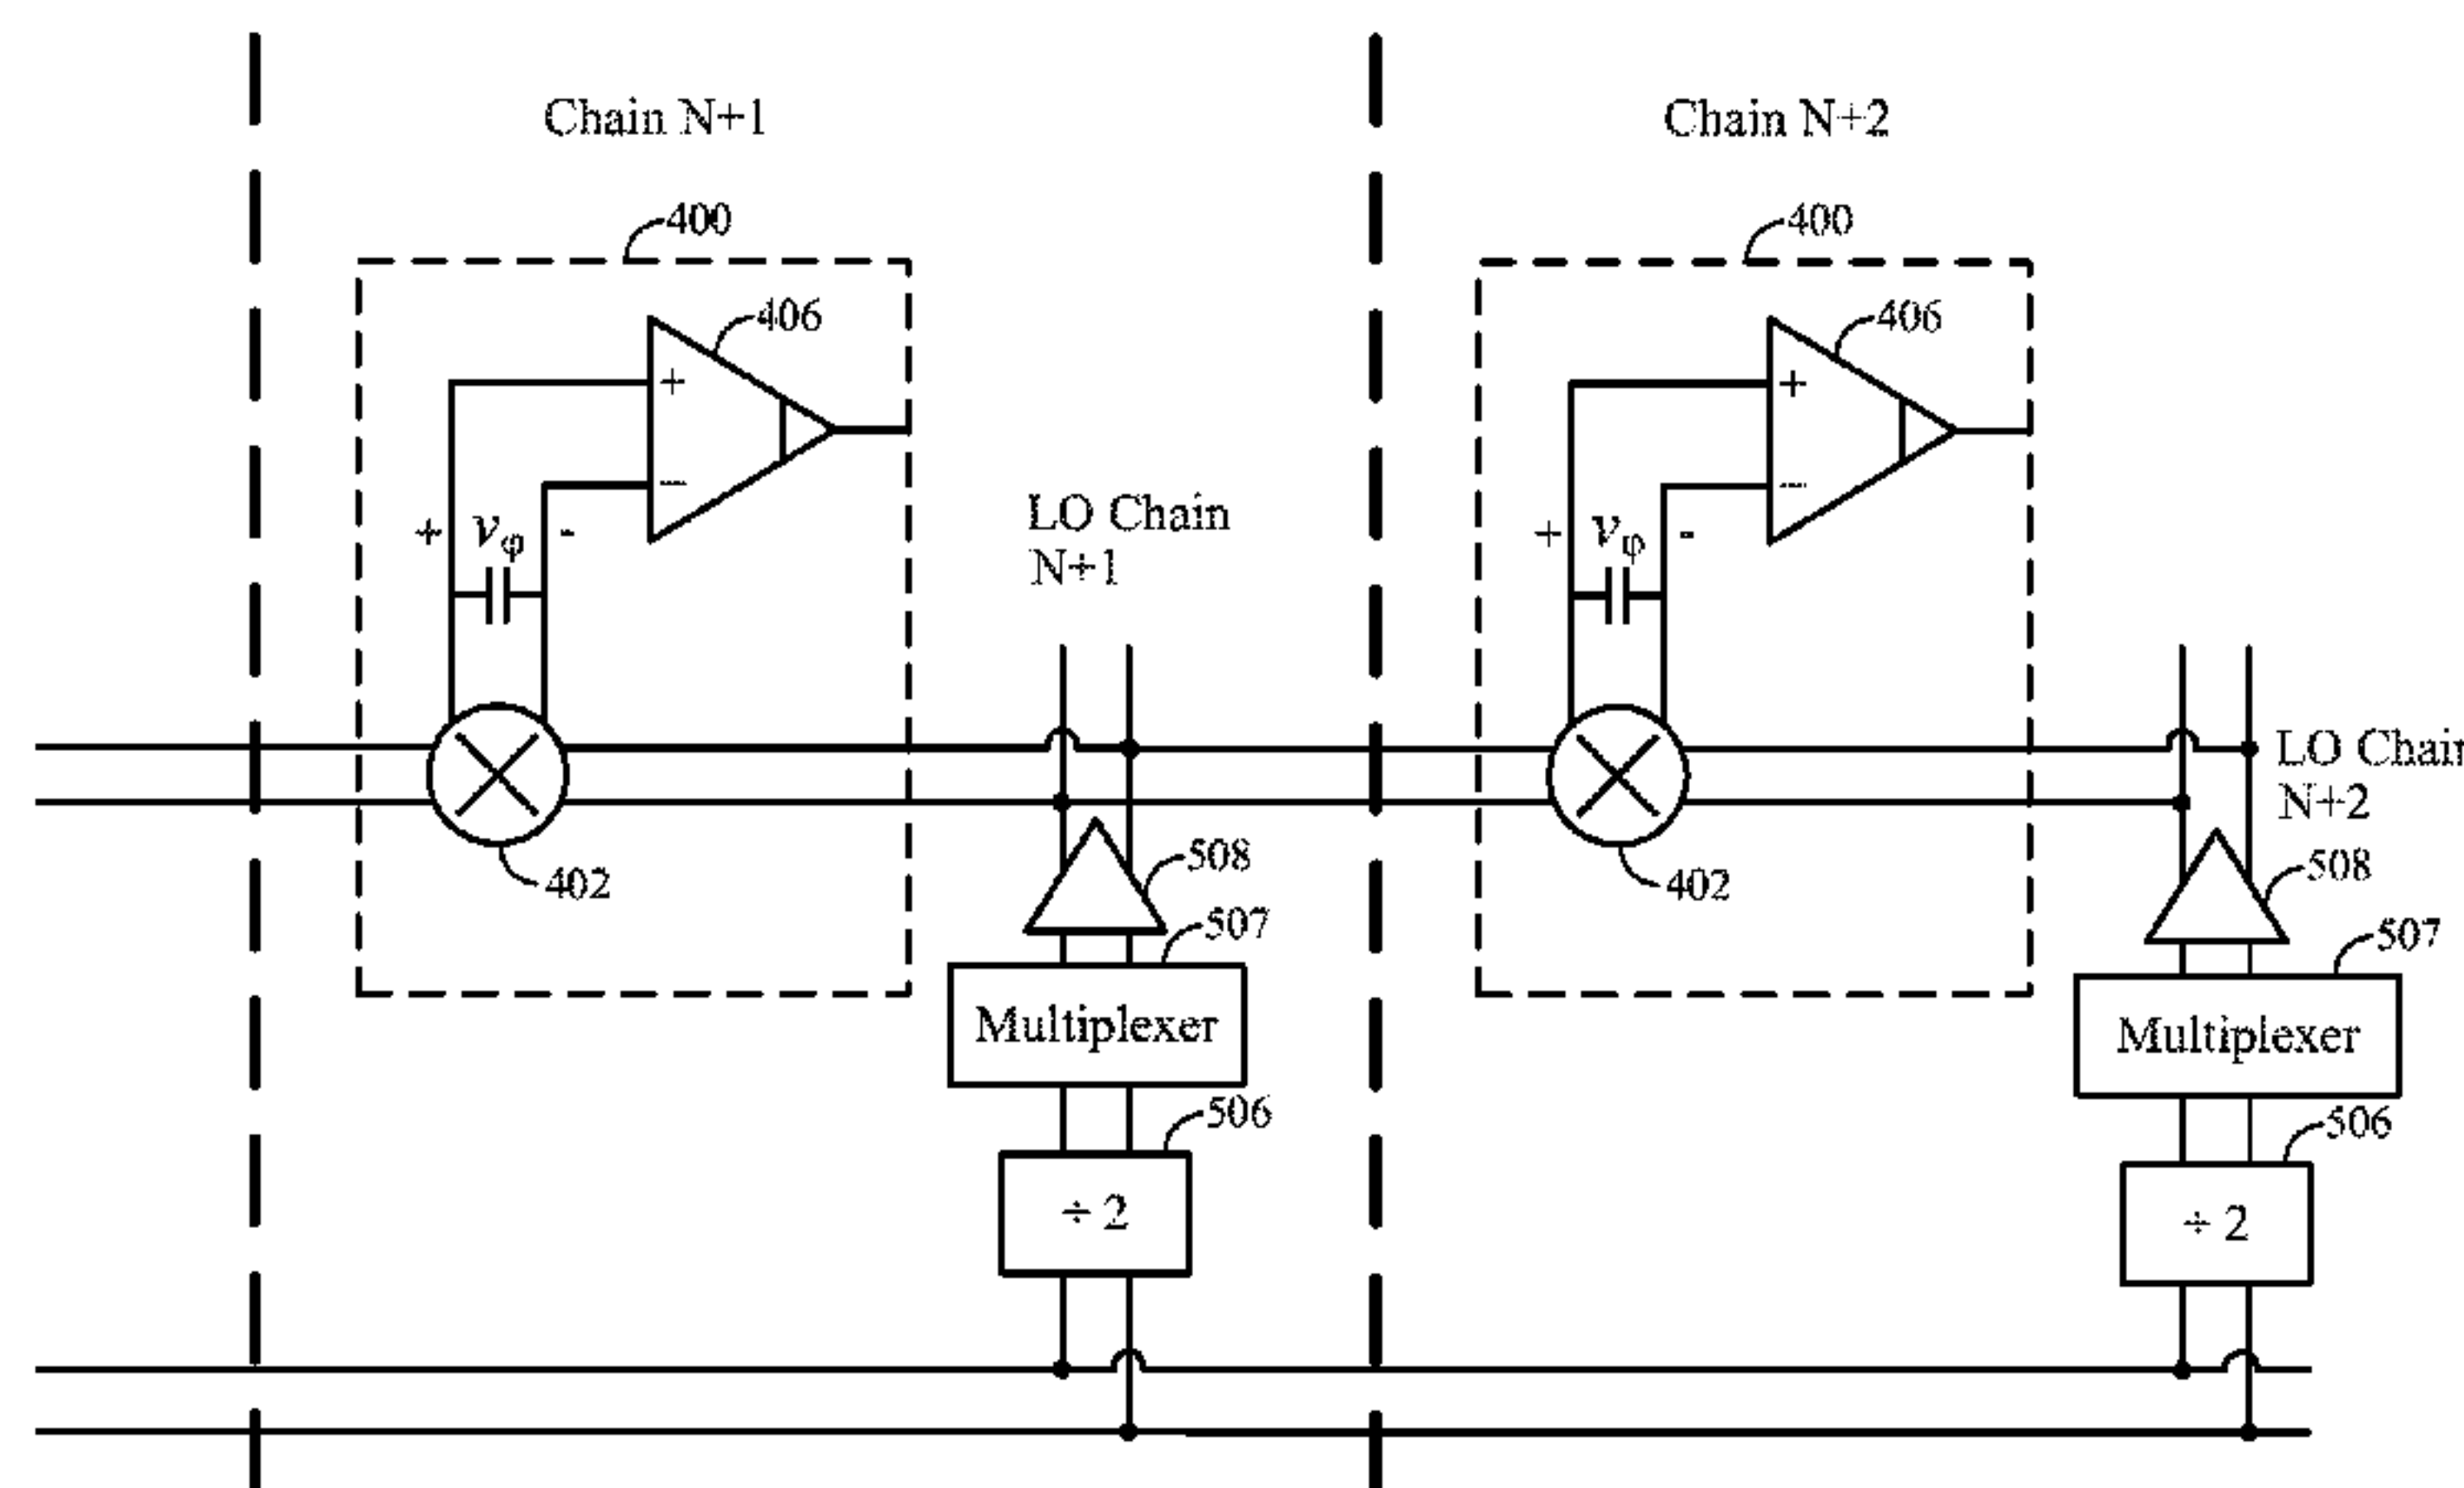 Chain N+1
Chain N+2
400
400
406
406
+
+
−
−
+ vφ -
+ vφ -
LO Chain
N+1
LO Chain
N+2
402
402
508
508
507
507
Multiplexer
Multiplexer
506
506
÷ 2
÷ 2